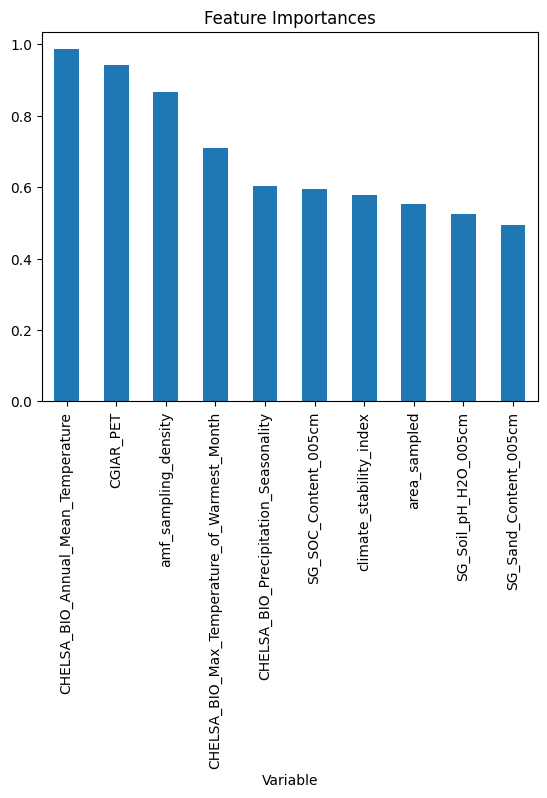 Feature Importances
1.0
0.8
0.6
0.4
0.2
0.0
CHELSA_BIO_Annual_Mean_Temperature
CGIAR_PET
amf_sampling_density
CHELSA_BIO_Max_Temperature_of_Warmest_Month
CHELSA_BIO_Precipitation_Seasonality
SG_SOC_Content_005cm
climate_stability_index
area_sampled
SG_Soil_pH_H2O_005cm
SG_Sand_Content_005cm
Variable